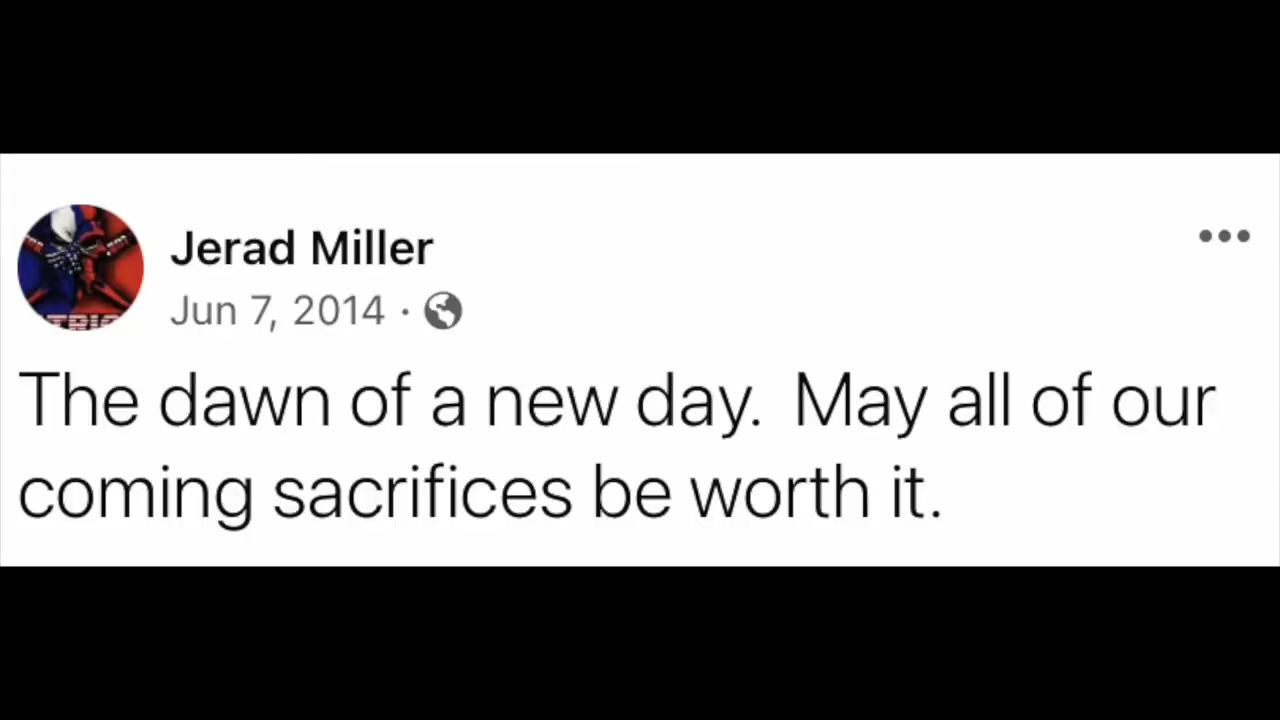 Jerad Miller
Jun 7, 2014 ·
The dawn of a new day. May all of our
coming sacrifices be worth it.